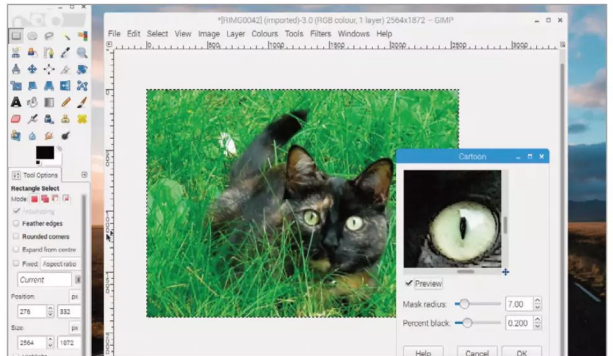 *[RIMG0042] (imported)-3.0 (RGB colour, 1 layer) 2564x1872 – GIMP
File Edit Select View Image Layer Colours Tools Filters Windows Help
Tool Options
Rectangle Select
Mode:
Antialiasing
Feather edges
Rounded corners
Expand from centre
Fixed: Aspect ratio
Current
Position: px
276 332
Size: px
2564 1872
Highlight
Cartoon
Preview
Mask radius: 7.00
Percent black: 0.200
Help Cancel OK